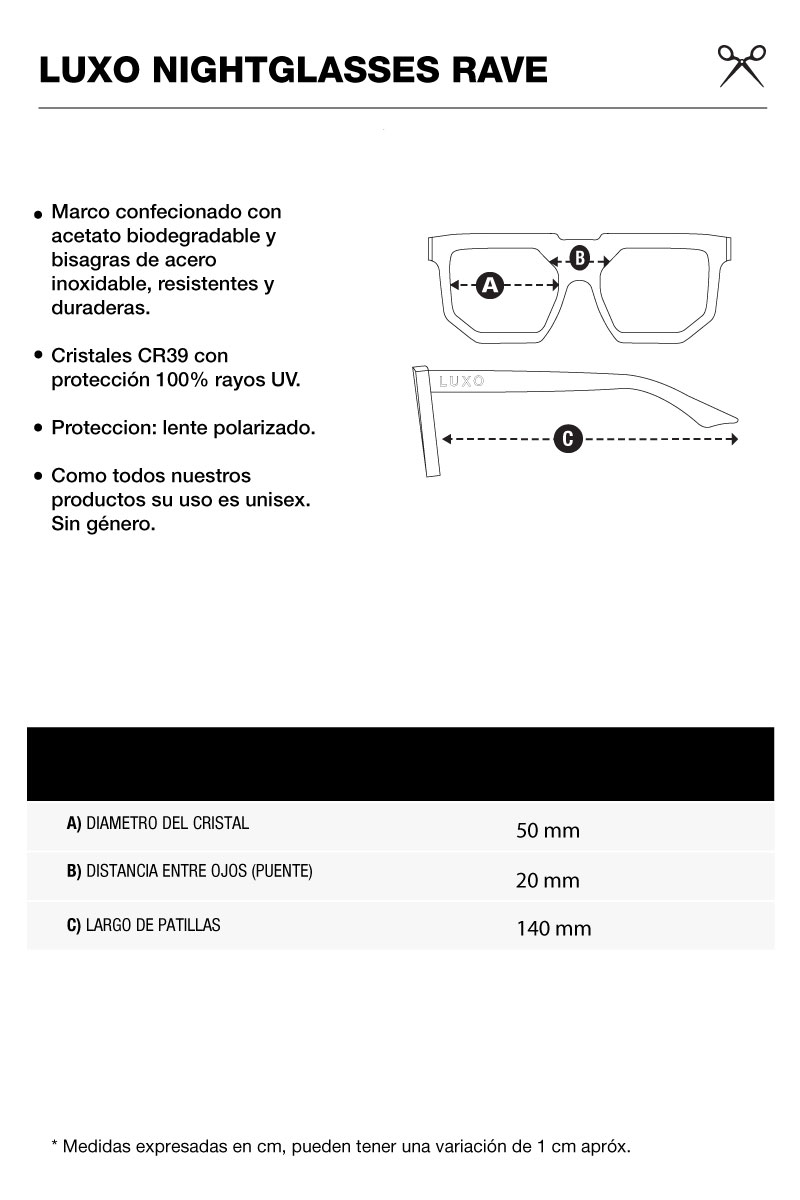 LUXO NIGHTGLASSES RAVE
• Marco confecionado con
acetato biodegradable y
bisagras de acero
inoxidable, resistentes y
duraderas.
• Cristales CR39 con
protección 100% rayos UV.
• Proteccion: lente polarizado.
• Como todos nuestros
productos su uso es unisex.
Sin género.
B
A
LUXO
C
A) DIAMETRO DEL CRISTAL 50 mm
B) DISTANCIA ENTRE OJOS (PUENTE) 20 mm
C) LARGO DE PATILLAS 140 mm
* Medidas expresadas en cm, pueden tener una variación de 1 cm apróx.